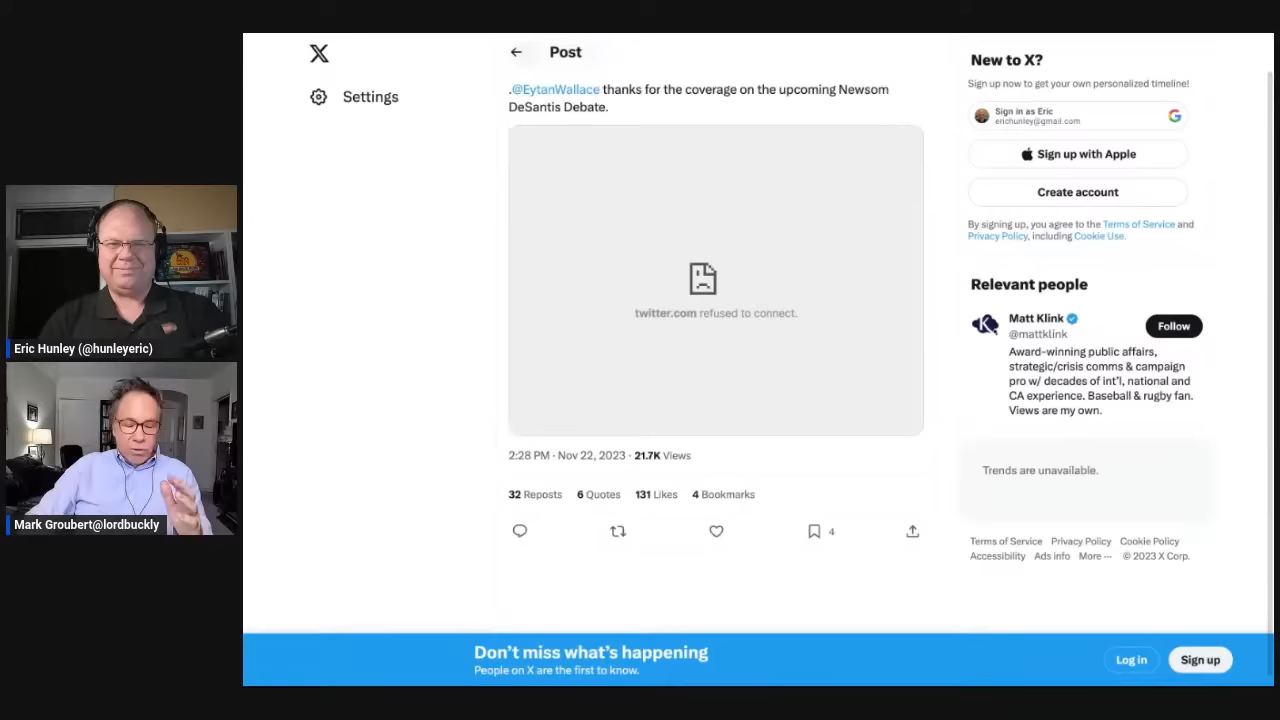 Post
Settings
.@EytanWallace thanks for the coverage on the upcoming Newsom
DeSantis Debate.
twitter.com refused to connect.
2:28 PM · Nov 22, 2023 · 21.7K Views
32 Reposts 6 Quotes 131 Likes 4 Bookmarks
4
New to X?
Sign up now to get your own personalized timeline!
Sign in as Eric
erichunley@gmail.com
Sign up with Apple
Create account
By signing up, you agree to the Terms of Service and
Privacy Policy, including Cookie Use.
Relevant people
Matt Klink
@mattklink
Follow
Award-winning public affairs,
strategic/crisis comms & campaign
pro w/ decades of int'l, national and
CA experience. Baseball & rugby fan.
Views are my own.
Trends are unavailable.
Terms of Service Privacy Policy Cookie Policy
Accessibility Ads info More ··· © 2023 X Corp.
Eric Hunley (@hunleyeric)
Mark Groubert@lordbuckly
Don't miss what's happening
People on X are the first to know.
Log in
Sign up